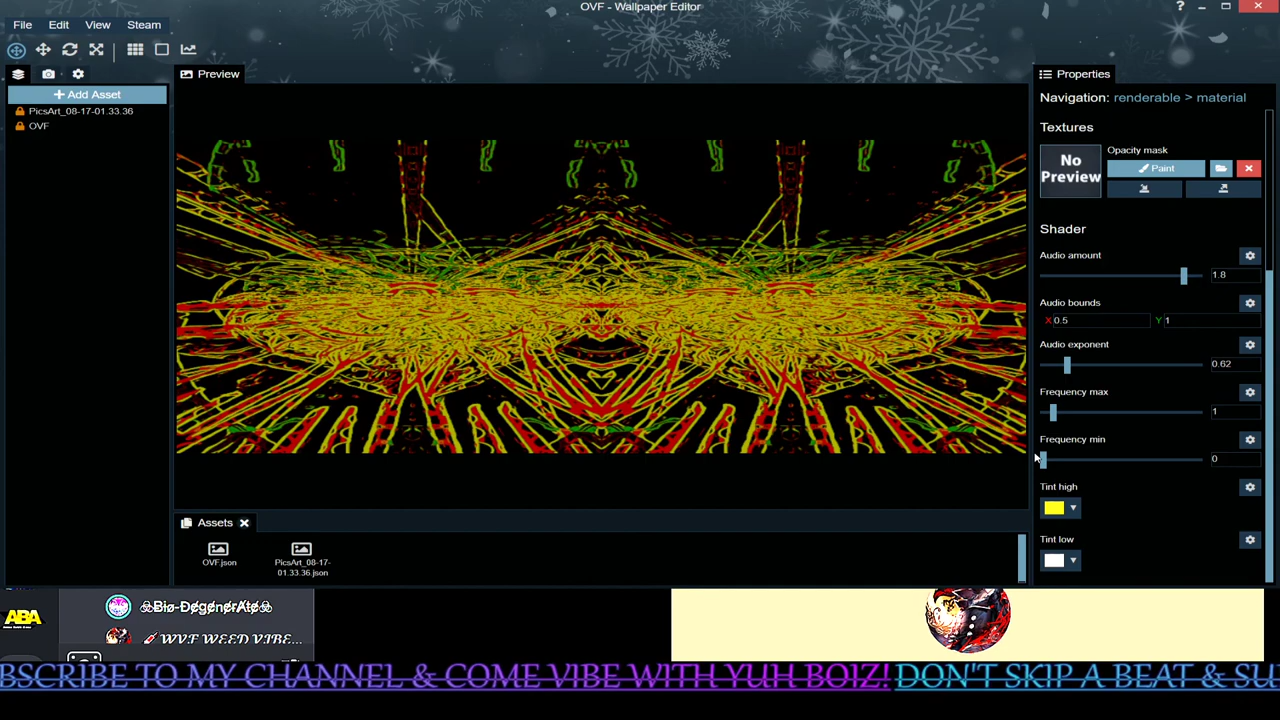 OVF - Wallpaper Editor
?
File Edit View Steam
Preview
Properties
+ Add Asset
PicsArt_08-17-01.33.36
OVF
Navigation: renderable > material
Textures
No
Preview
Opacity mask
Paint
Shader
Audio amount
1.8
Audio bounds
X 0.5 Y 1
Audio exponent
0.62
Frequency max
1
Frequency min
0
Tint high
Tint low
Assets
OVF.json
PicsArt_08-17-
01.33.36.json
ABA
☠Biø-ĐøgønørAtø☠
WVF WEED VIBE...
BSCRIBE TO MY CHANNEL & COME VIBE WITH YUH BOIZ! DON'T SKIP A BEAT & SU